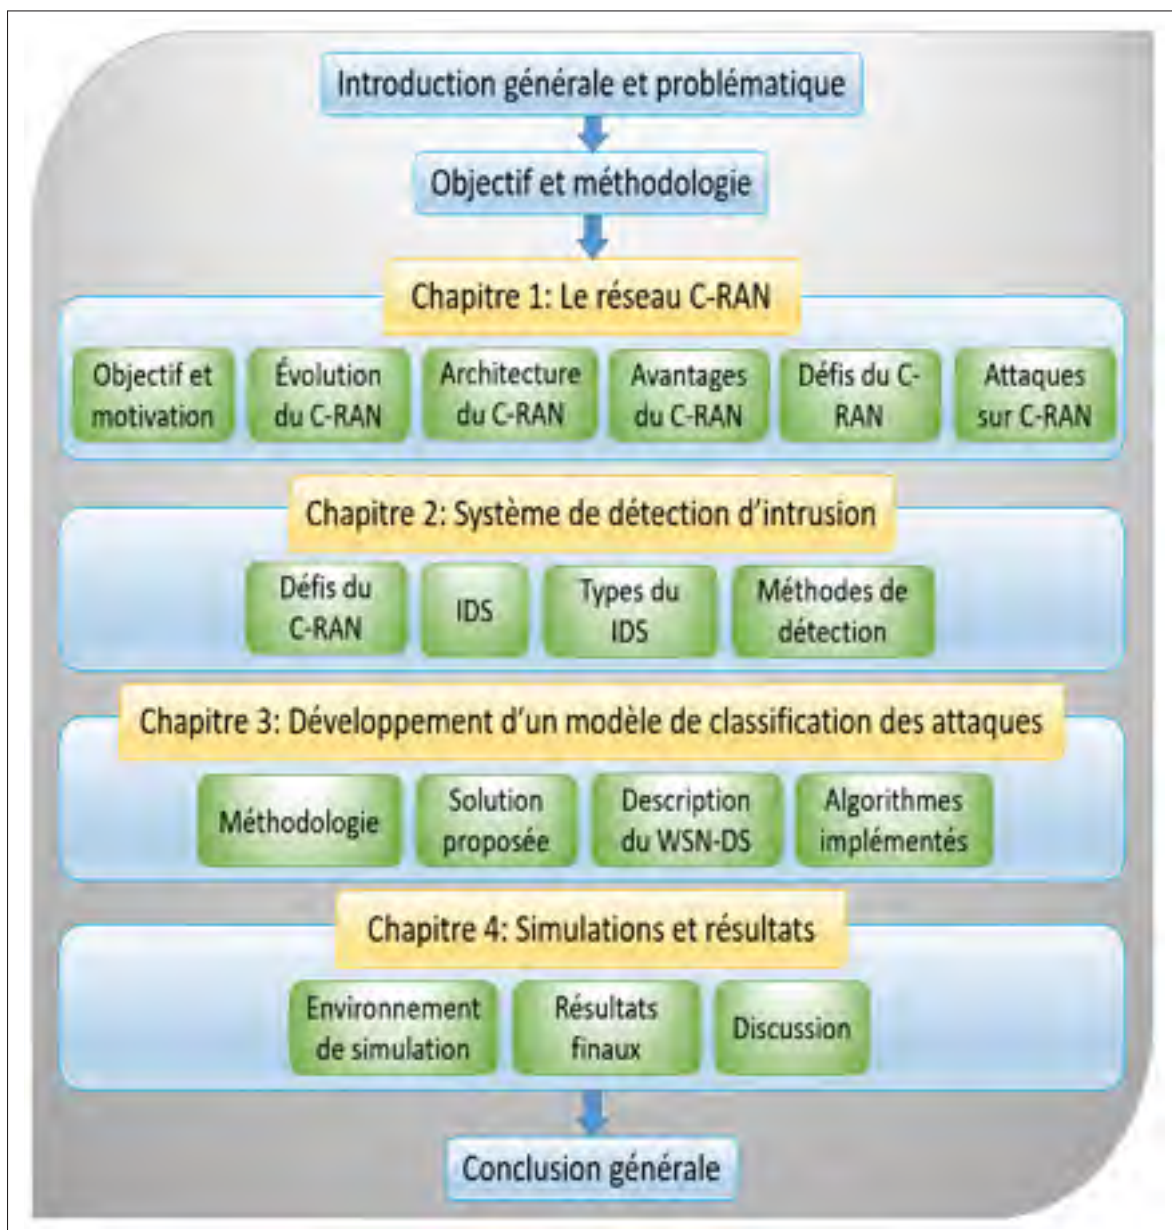 Introduction générale et problématique
Objectif et méthodologie
Chapitre 1: Le réseau C-RAN
Objectif et
motivation
Évolution
du C-RAN
Architecture
du C-RAN
Avantages
du C-RAN
Défis du C-
RAN
Attaques
sur C-RAN
Chapitre 2: Système de détection d’intrusion
Défis du
C-RAN
IDS
Types du
IDS
Méthodes de
détection
Chapitre 3: Développement d’un modèle de classification des attaques
Méthodologie
Solution
proposée
Description
du WSN-DS
Algorithmes
implémentés
Chapitre 4: Simulations et résultats
Environnement
de simulation
Résultats
finaux
Discussion
Conclusion générale